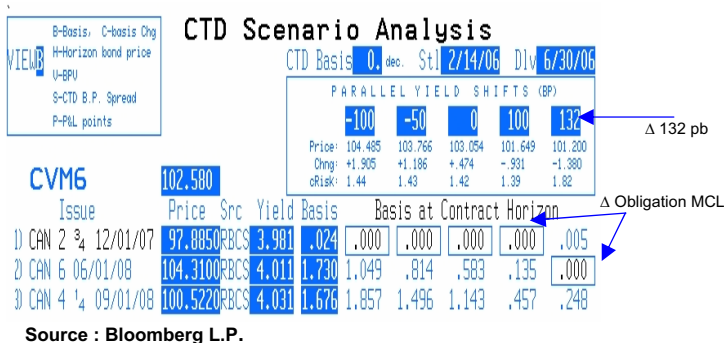 B-Basis, C-basis Chg
CTD Scenario Analysis
VIEW B H-Horizon bond price
CTD Basis 0. dec. Stl 2/14/06 Dlv 6/30/06
V-BPV
S-CTD B.P. Spread
P-P&L points
PARALLEL YIELD SHIFTS (BP)
-100 -50 0 100 132
Δ 132 pb
Price: 104.485 103.766 103.054 101.649 101.200
Chng: +1.905 +1.186 +.474 -.931 -1.380
cRisk: 1.44 1.43 1.42 1.39 1.82
CVM6 102.580
Δ Obligation MCL
Issue Price Src Yield Basis Basis at Contract Horizon
1) CAN 2 ¾ 12/01/07 97.8850 RBCS 3.981 .024 .000 .000 .000 .000 .005
2) CAN 6 06/01/08 104.3100 RBCS 4.011 1.730 1.049 .814 .583 .135 .000
3) CAN 4 ¼ 09/01/08 100.5220 RBCS 4.031 1.676 1.857 1.496 1.143 .457 .248
Source : Bloomberg L.P.